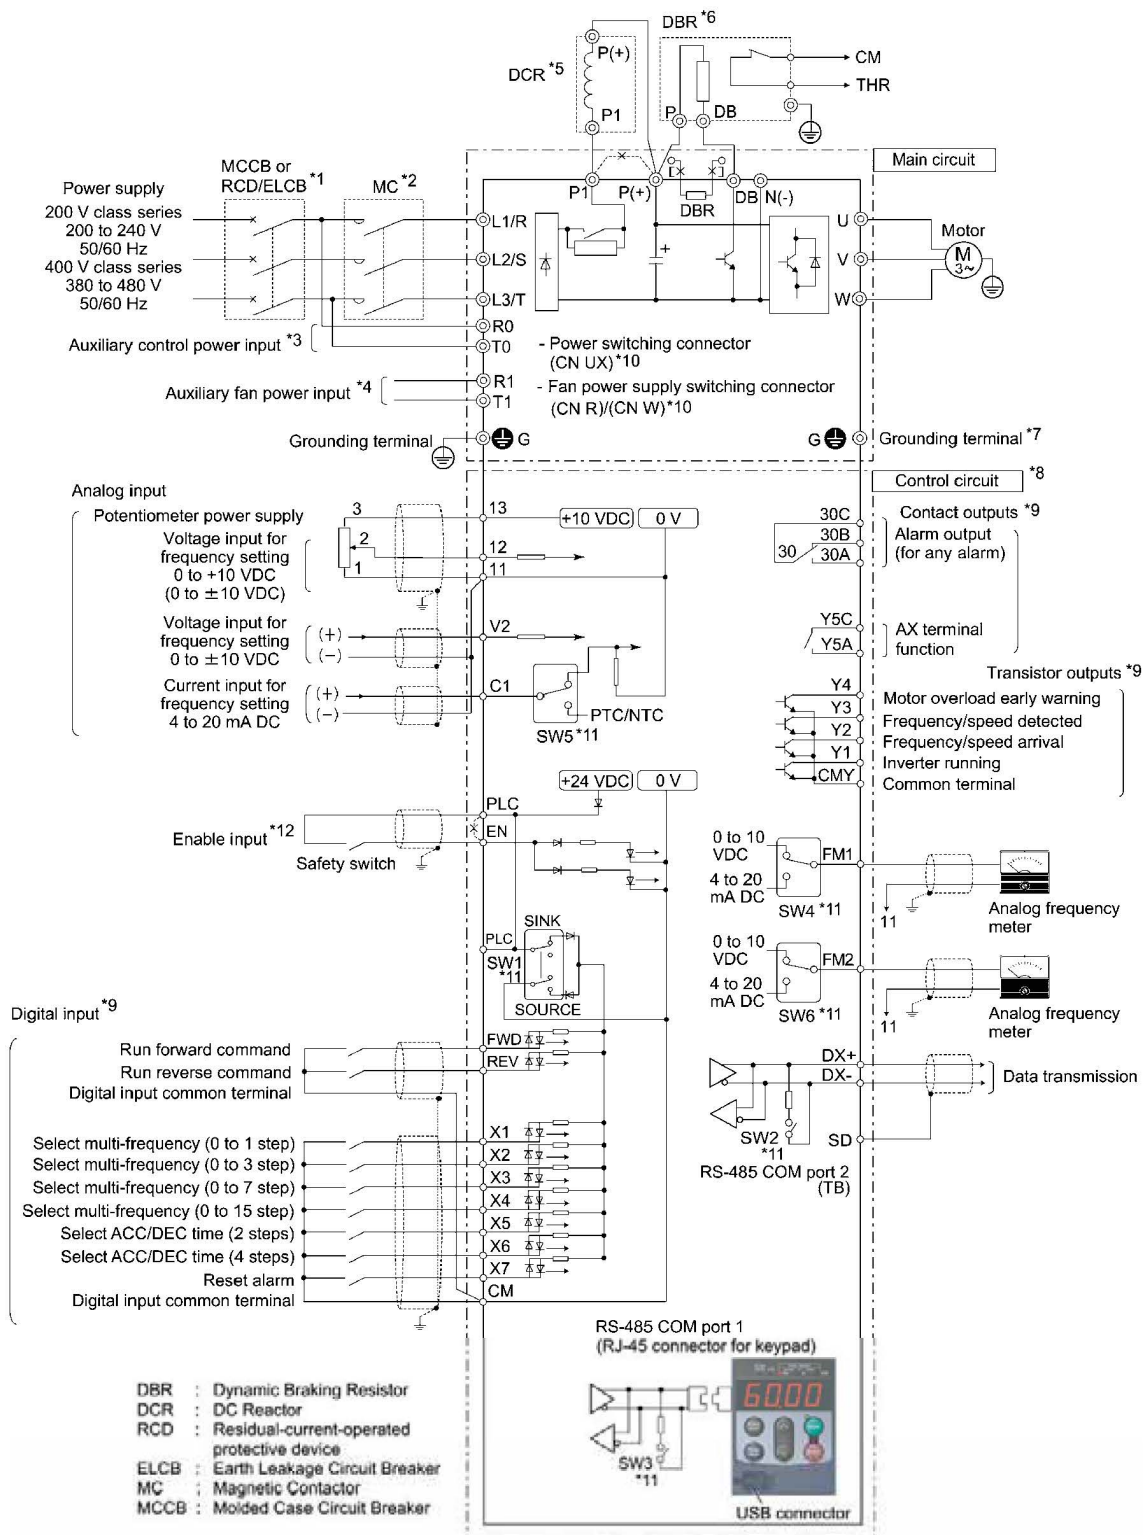 DBR *6
P(+)
DCR *5
CM
THR
P1
P
DB
Main circuit
MCCB or
RCD/ELCB *1
MC *2
Power supply
200 V class series
200 to 240 V
50/60 Hz
400 V class series
380 to 480 V
50/60 Hz
P1
P(+)
DBR
DB
N(-)
L1/R
L2/S
L3/T
+
U
V
W
Motor
M
3~
R0
T0
Auxiliary control power input *3
- Power switching connector
(CN UX) *10
R1
T1
Auxiliary fan power input *4
- Fan power supply switching connector
(CN R)/(CN W) *10
Grounding terminal
G
G
Grounding terminal *7
Control circuit *8
Analog input
Potentiometer power supply
Voltage input for
frequency setting
0 to +10 VDC
(0 to ±10 VDC)
3
2
1
13
12
11
+10 VDC
0 V
30C
30B
30
30A
Contact outputs *9
Alarm output
(for any alarm)
Voltage input for
frequency setting
0 to ±10 VDC
(+)
(−)
V2
Y5C
Y5A
AX terminal
function
Current input for
frequency setting
4 to 20 mA DC
(+)
(−)
C1
PTC/NTC
SW5 *11
Transistor outputs *9
Y4
Motor overload early warning
Y3
Frequency/speed detected
Y2
Frequency/speed arrival
Y1
Inverter running
CMY
Common terminal
+24 VDC
0 V
PLC
EN
Enable input *12
Safety switch
0 to 10
VDC
4 to 20
mA DC
FM1
SW4 *11
11
Analog frequency
meter
SINK
PLC
SW1
*11
SOURCE
0 to 10
VDC
4 to 20
mA DC
FM2
SW6 *11
11
Analog frequency
meter
Digital input *9
Run forward command
FWD
Run reverse command
REV
Digital input common terminal
DX+
DX-
Data transmission
SW2
*11
SD
RS-485 COM port 2
(TB)
Select multi-frequency (0 to 1 step)
X1
Select multi-frequency (0 to 3 step)
X2
Select multi-frequency (0 to 7 step)
X3
Select multi-frequency (0 to 15 step)
X4
Select ACC/DEC time (2 steps)
X5
Select ACC/DEC time (4 steps)
X6
Reset alarm
X7
Digital input common terminal
CM
RS-485 COM port 1
(RJ-45 connector for keypad)
60.00
SW3
*11
USB connector
DBR : Dynamic Braking Resistor
DCR : DC Reactor
RCD : Residual-current-operated
protective device
ELCB : Earth Leakage Circuit Breaker
MC : Magnetic Contactor
MCCB : Molded Case Circuit Breaker